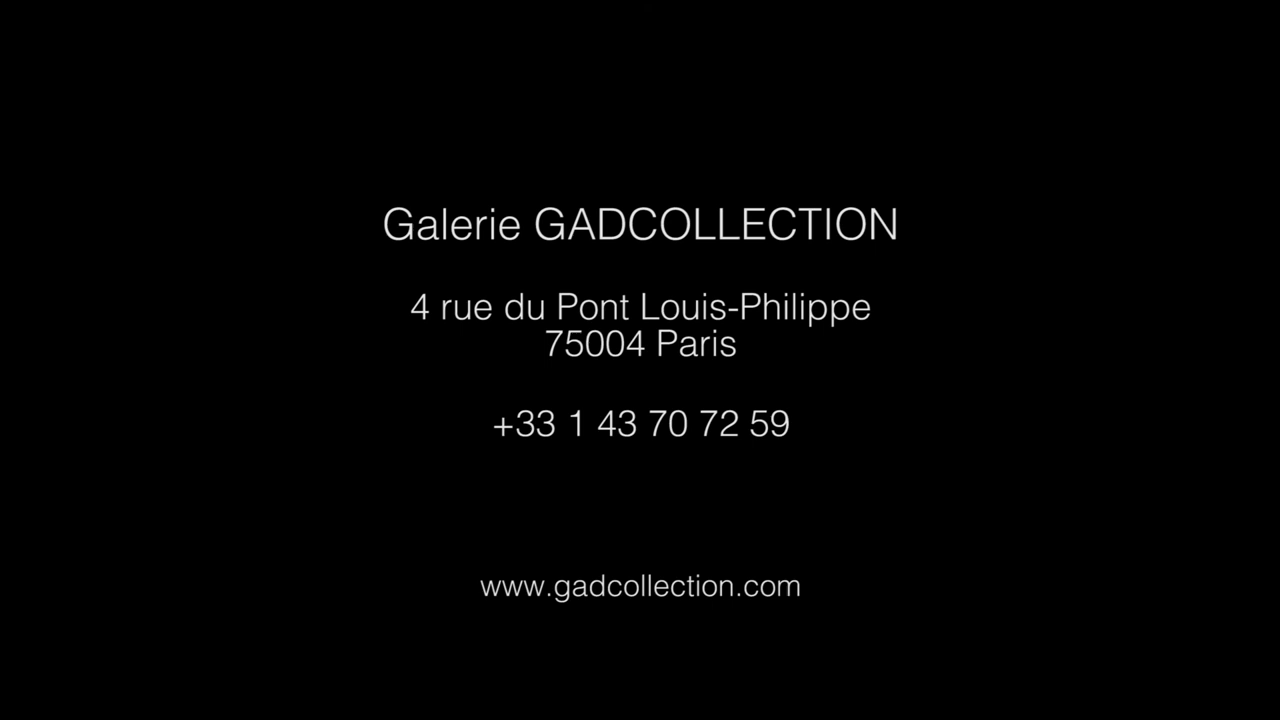 Galerie GADCOLLECTION
4 rue du Pont Louis-Philippe
75004 Paris
+33 1 43 70 72 59
www.gadcollection.com